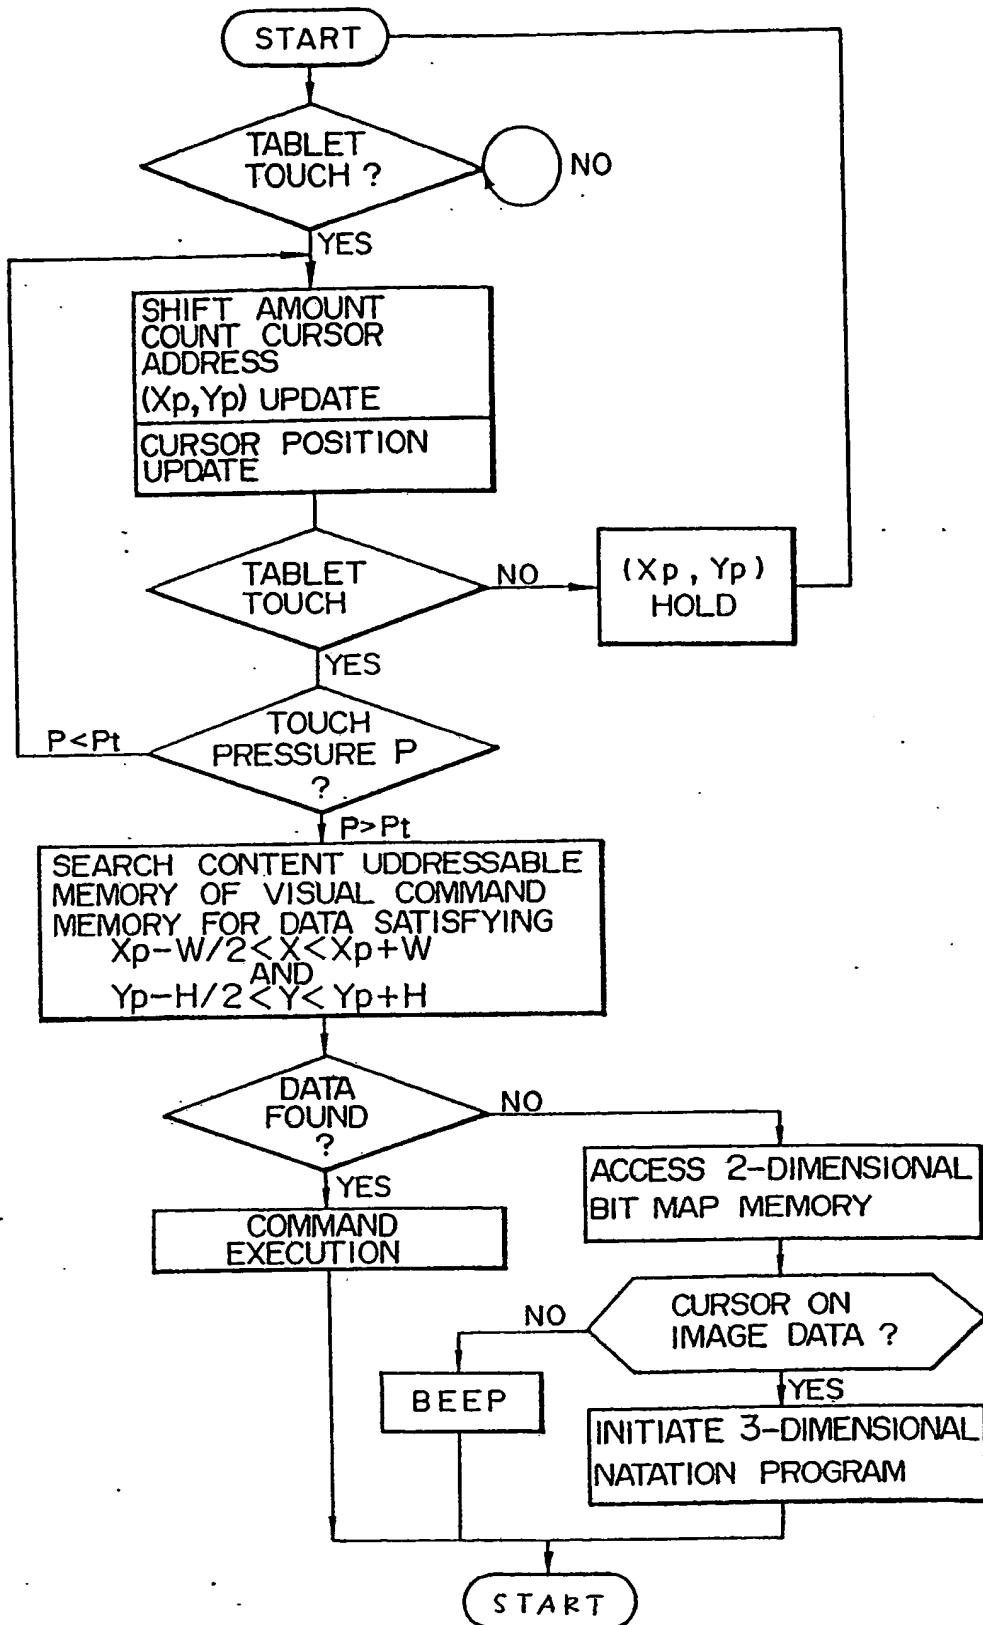 START
TABLET
TOUCH ?
NO
YES
SHIFT AMOUNT
COUNT CURSOR
ADDRESS
(Xp,Yp) UPDATE
CURSOR POSITION
UPDATE
TABLET
TOUCH
NO
(Xp, Yp)
HOLD
YES
TOUCH
PRESSURE P
?
P<Pt
P>Pt
SEARCH CONTENT UDDRESSABLE
MEMORY OF VISUAL COMMAND
MEMORY FOR DATA SATISFYING
Xp-W/2<X<Xp+W
AND
Yp-H/2<Y<Yp+H
DATA
FOUND
?
NO
YES
COMMAND
EXECUTION
ACCESS 2-DIMENSIONAL
BIT MAP MEMORY
CURSOR ON
IMAGE DATA ?
NO
YES
BEEP
INITIATE 3-DIMENSIONAL
NATATION PROGRAM
START